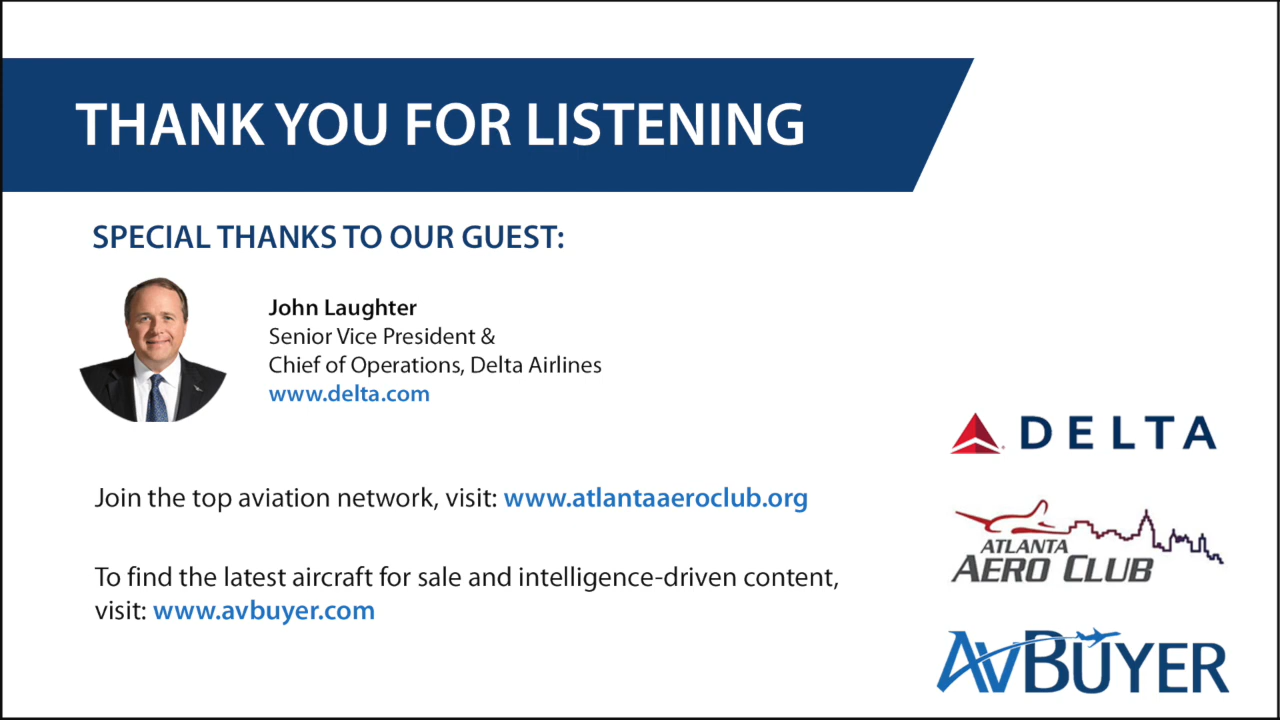 THANK YOU FOR LISTENING
SPECIAL THANKS TO OUR GUEST:
John Laughter
Senior Vice President &
Chief of Operations, Delta Airlines
www.delta.com
Join the top aviation network, visit: www.atlantaaeroclub.org
To find the latest aircraft for sale and intelligence-driven content,
visit: www.avbuyer.com
DELTA
ATLANTA
AERO CLUB
AVBUYER